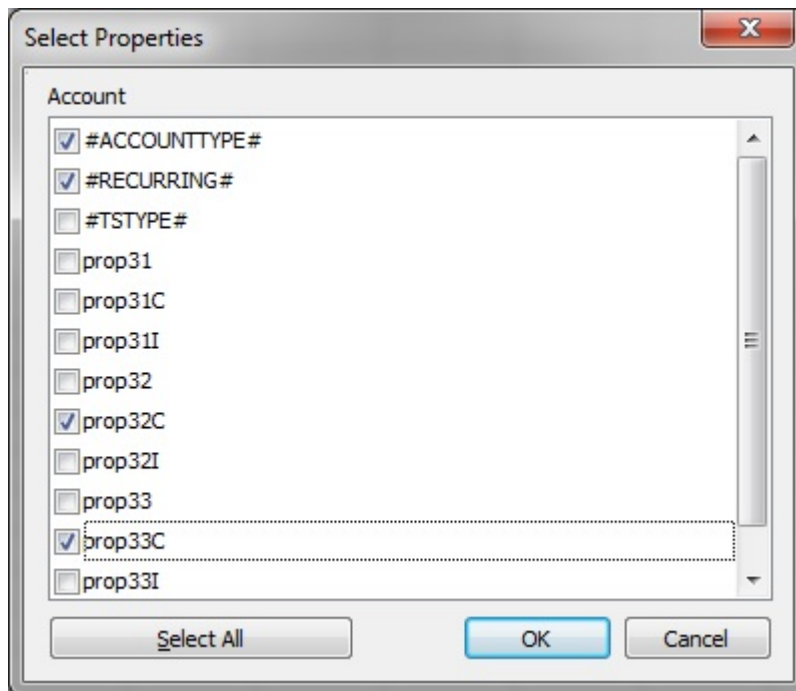 Select Properties
Account
#ACCOUNTTYPE#
#RECURRING#
#TSTYPE#
prop31
prop31C
prop31I
prop32
prop32C
prop32I
prop33
prop33C
prop33I
Select All OK Cancel